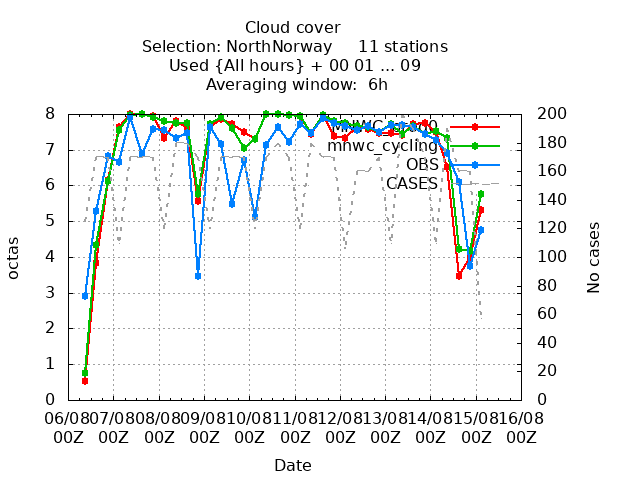 Cloud cover
Selection: NorthNorway 11 stations
Used {All hours} + 00 01 ... 09
Averaging window: 6h
mnwc_cycling
OBS
CASES
octas
8
7
6
5
4
3
2
1
0
No cases
200
180
160
140
120
100
80
60
40
20
0
06/08 07/08 08/08 09/08 10/08 11/08 12/08 13/08 14/08 15/08 16/08
00Z 00Z 00Z 00Z 00Z 00Z 00Z 00Z 00Z 00Z 00Z
Date